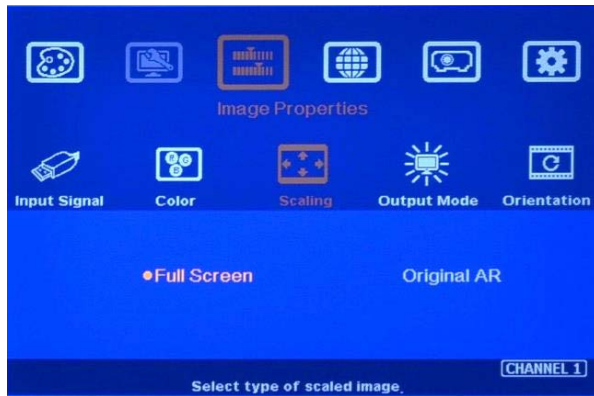 Image Properties
Input Signal
Color
Scaling
Output Mode
Orientation
R G B
Full Screen
Original AR
CHANNEL 1
Select type of scaled image.